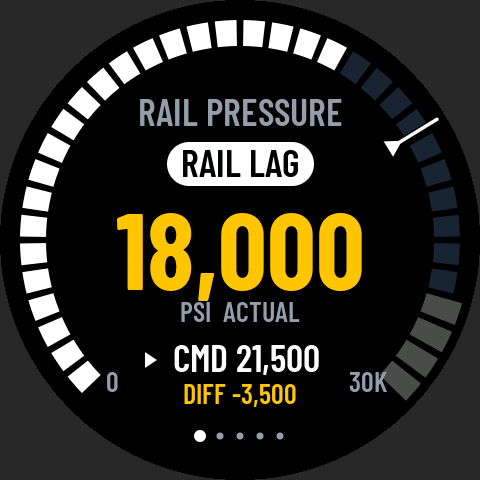 RAIL PRESSURE
RAIL LAG
18,000
PSI ACTUAL
CMD 21,500
0
30K
DIFF -3,500